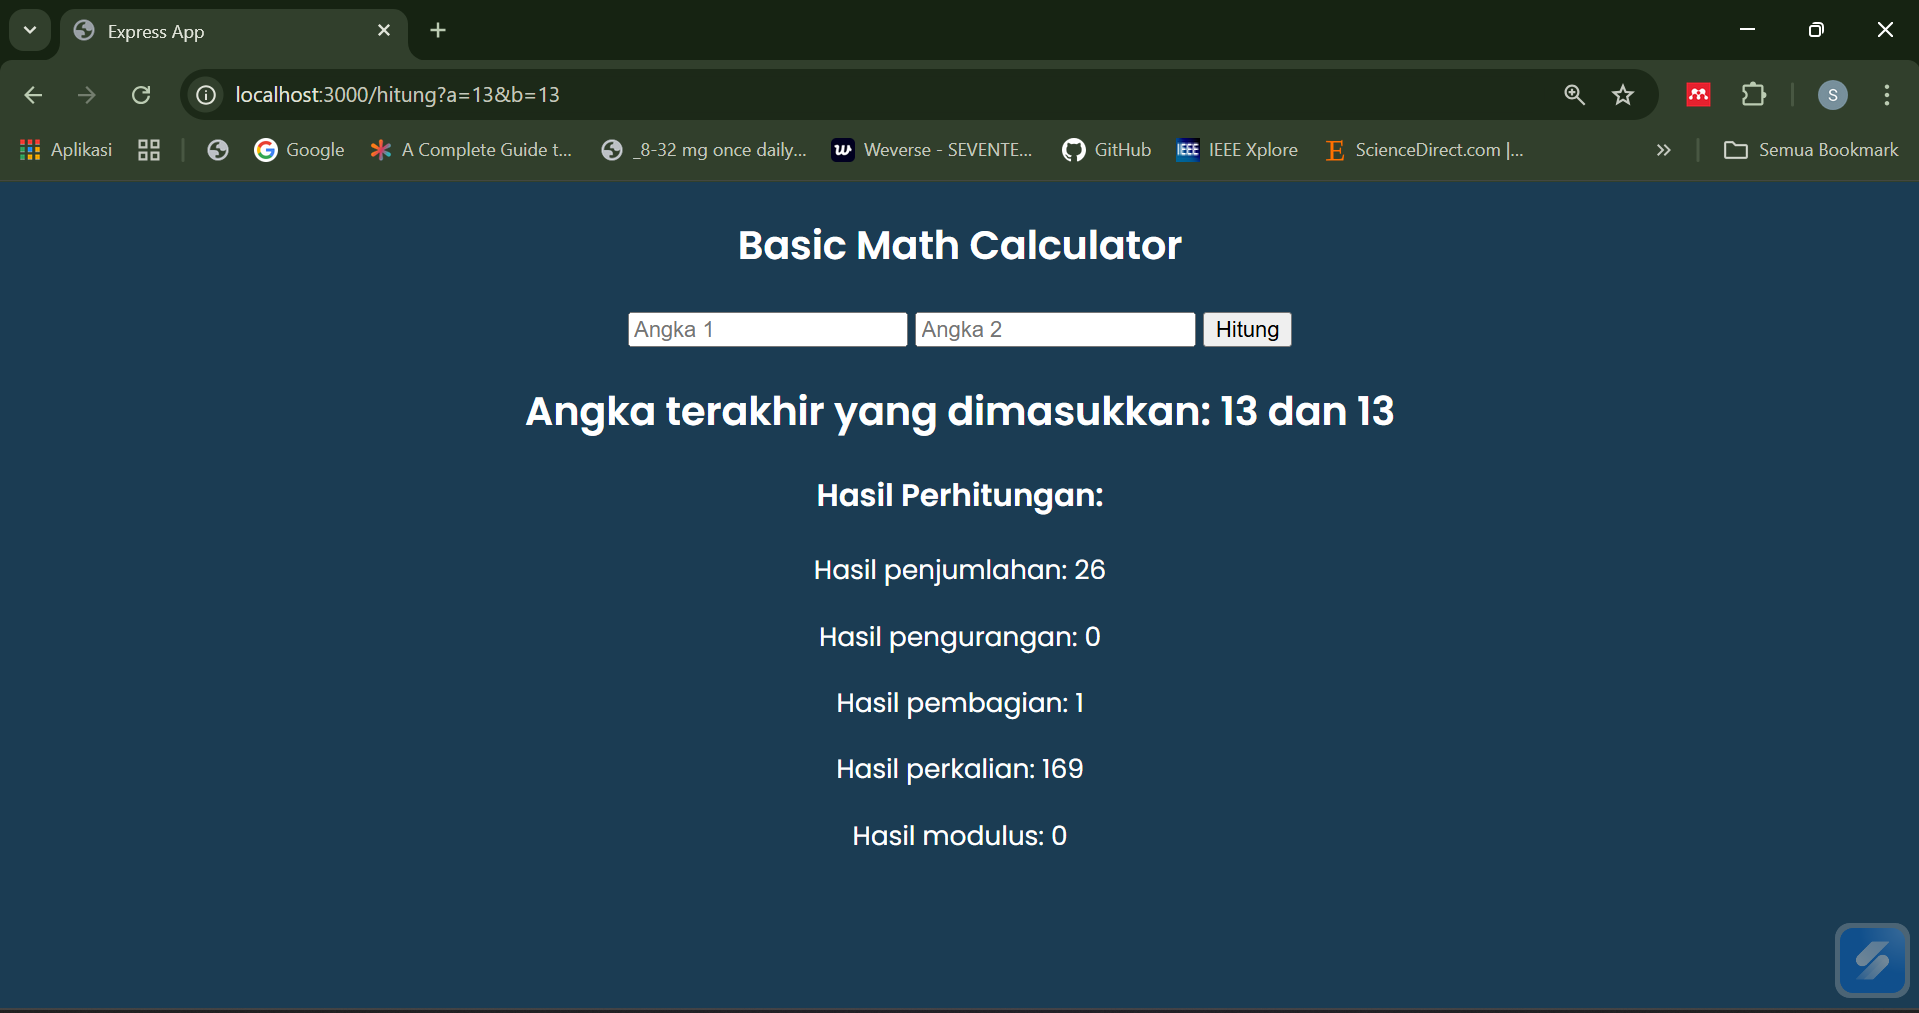 Express App
localhost:3000/hitung?a=13&b=13
S
Aplikasi
Google
A Complete Guide t...
_8-32 mg once daily...
w
Weverse - SEVENTE...
GitHub
IEEE
IEEE Xplore
E
ScienceDirect.com |...
Semua Bookmark
Basic Math Calculator
Angka 1
Angka 2
Hitung
Angka terakhir yang dimasukkan: 13 dan 13
Hasil Perhitungan:
Hasil penjumlahan: 26
Hasil pengurangan: 0
Hasil pembagian: 1
Hasil perkalian: 169
Hasil modulus: 0